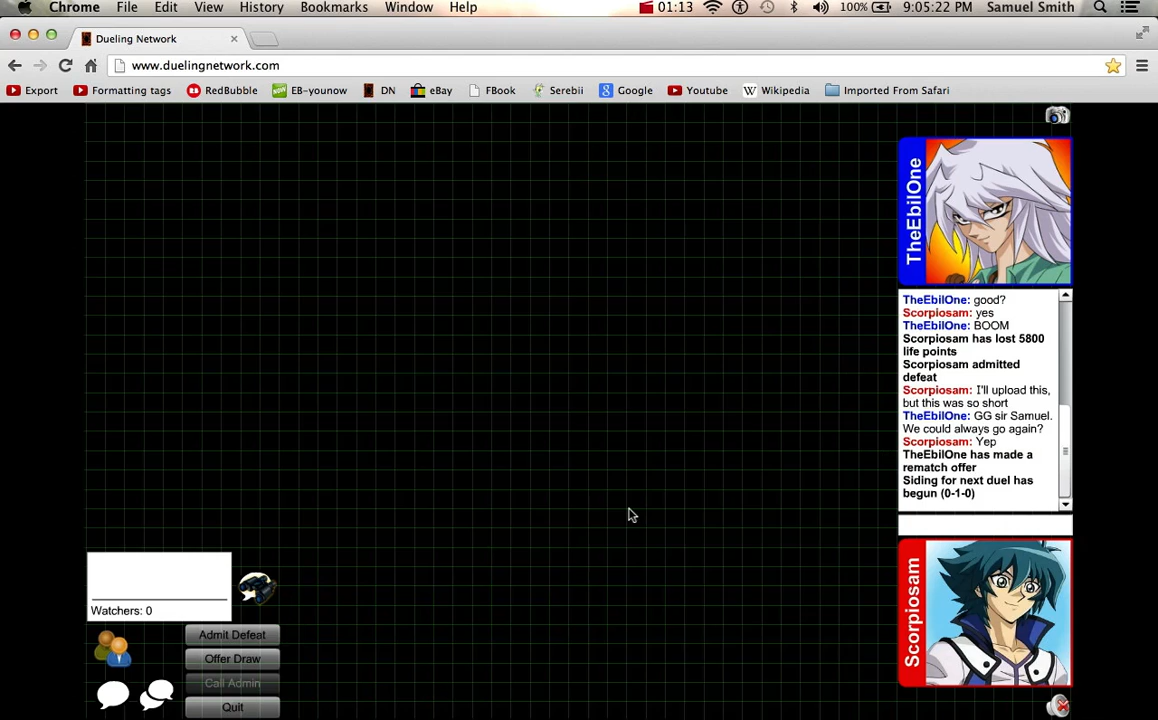 Chrome File Edit View History Bookmarks Window Help 01:13 100% 9:05:22 PM Samuel Smith
Dueling Network
www.duelingnetwork.com
Export Formatting tags RedBubble EB-younow DN eBay FBook Serebii Google Youtube Wikipedia Imported From Safari
TheEbilOne
TheEbilOne: good?
Scorpiosam: yes
TheEbilOne: BOOM
Scorpiosam has lost 5800
life points
Scorpiosam admitted
defeat
Scorpiosam: I'll upload this,
but this was so short
TheEbilOne: GG sir Samuel.
We could always go again?
Scorpiosam: Yep
TheEbilOne has made a
rematch offer
Siding for next duel has
begun (0-1-0)
Scorpiosam
Watchers: 0
Admit Defeat
Offer Draw
Call Admin
Quit